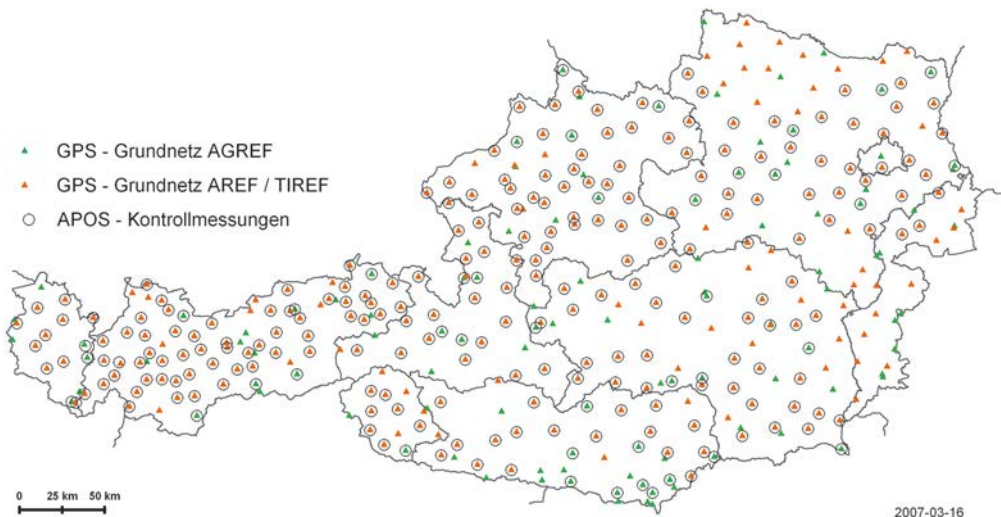 GPS - Grundnetz AGREF
GPS - Grundnetz AREF / TIREF
APOS - Kontrollmessungen
0 25 km 50 km
2007-03-16